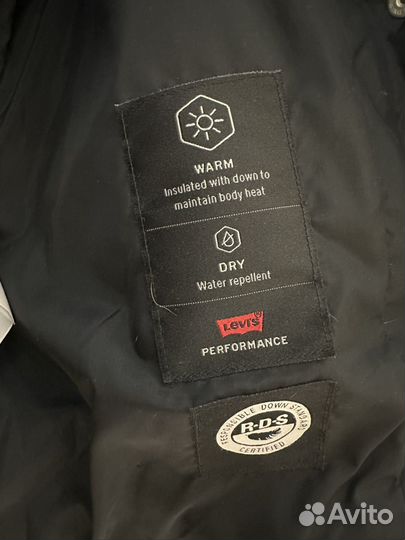 WARM
Insulated with down to
maintain body heat
DRY
Water repellent
Levi's®
PERFORMANCE
RESPONSIBLE DOWN STANDARD
R·D·S
CERTIFIED
Avito